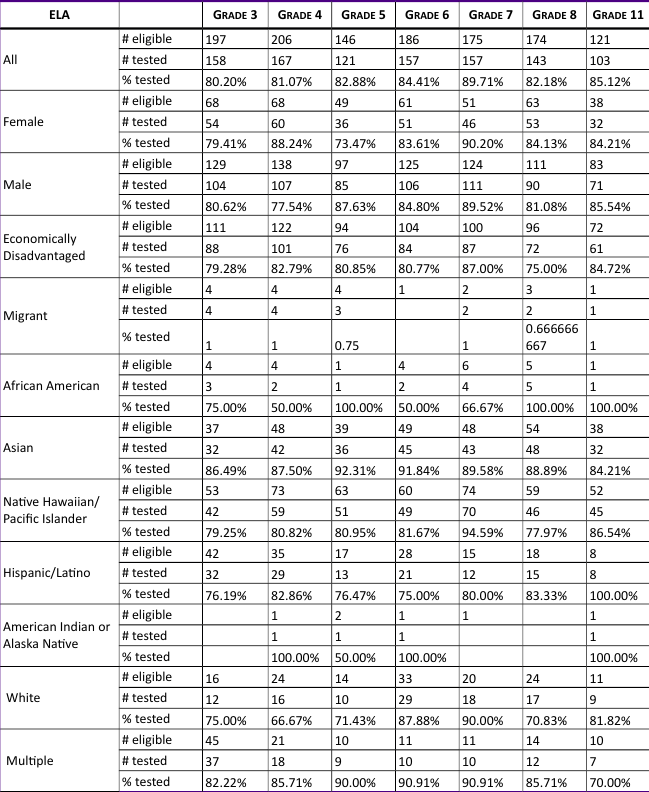 ELA GRADE 3 GRADE 4 GRADE 5 GRADE 6 GRADE 7 GRADE 8 GRADE 11
All
# eligible 197 206 146 186 175 174 121
# tested 158 167 121 157 157 143 103
% tested 80.20% 81.07% 82.88% 84.41% 89.71% 82.18% 85.12%
Female
# eligible 68 68 49 61 51 63 38
# tested 54 60 36 51 46 53 32
% tested 79.41% 88.24% 73.47% 83.61% 90.20% 84.13% 84.21%
Male
# eligible 129 138 97 125 124 111 83
# tested 104 107 85 106 111 90 71
% tested 80.62% 77.54% 87.63% 84.80% 89.52% 81.08% 85.54%
Economically
Disadvantaged
# eligible 111 122 94 104 100 96 72
# tested 88 101 76 84 87 72 61
% tested 79.28% 82.79% 80.85% 80.77% 87.00% 75.00% 84.72%
Migrant
# eligible 4 4 4 1 2 3 1
# tested 4 4 3 2 2 1
% tested 1 1 0.75 1 0.666666
667 1
African American
# eligible 4 4 1 4 6 5 1
# tested 3 2 1 2 4 5 1
% tested 75.00% 50.00% 100.00% 50.00% 66.67% 100.00% 100.00%
Asian
# eligible 37 48 39 49 48 54 38
# tested 32 42 36 45 43 48 32
% tested 86.49% 87.50% 92.31% 91.84% 89.58% 88.89% 84.21%
Native Hawaiian/
Pacific Islander
# eligible 53 73 63 60 74 59 52
# tested 42 59 51 49 70 46 45
% tested 79.25% 80.82% 80.95% 81.67% 94.59% 77.97% 86.54%
Hispanic/Latino
# eligible 42 35 17 28 15 18 8
# tested 32 29 13 21 12 15 8
% tested 76.19% 82.86% 76.47% 75.00% 80.00% 83.33% 100.00%
American Indian or
Alaska Native
# eligible 1 2 1 1 1
# tested 1 1 1 1
% tested 100.00% 50.00% 100.00% 100.00%
White
# eligible 16 24 14 33 20 24 11
# tested 12 16 10 29 18 17 9
% tested 75.00% 66.67% 71.43% 87.88% 90.00% 70.83% 81.82%
Multiple
# eligible 45 21 10 11 11 14 10
# tested 37 18 9 10 10 12 7
% tested 82.22% 85.71% 90.00% 90.91% 90.91% 85.71% 70.00%